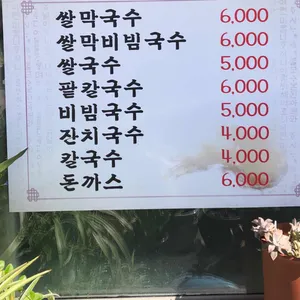 쌀막국수 6,000
쌀막비빔국수 6,000
쌀국수 5,000
팥칼국수 6,000
비빔국수 5,000
잔치국수 4,000
칼국수 4,000
돈까스 6,000